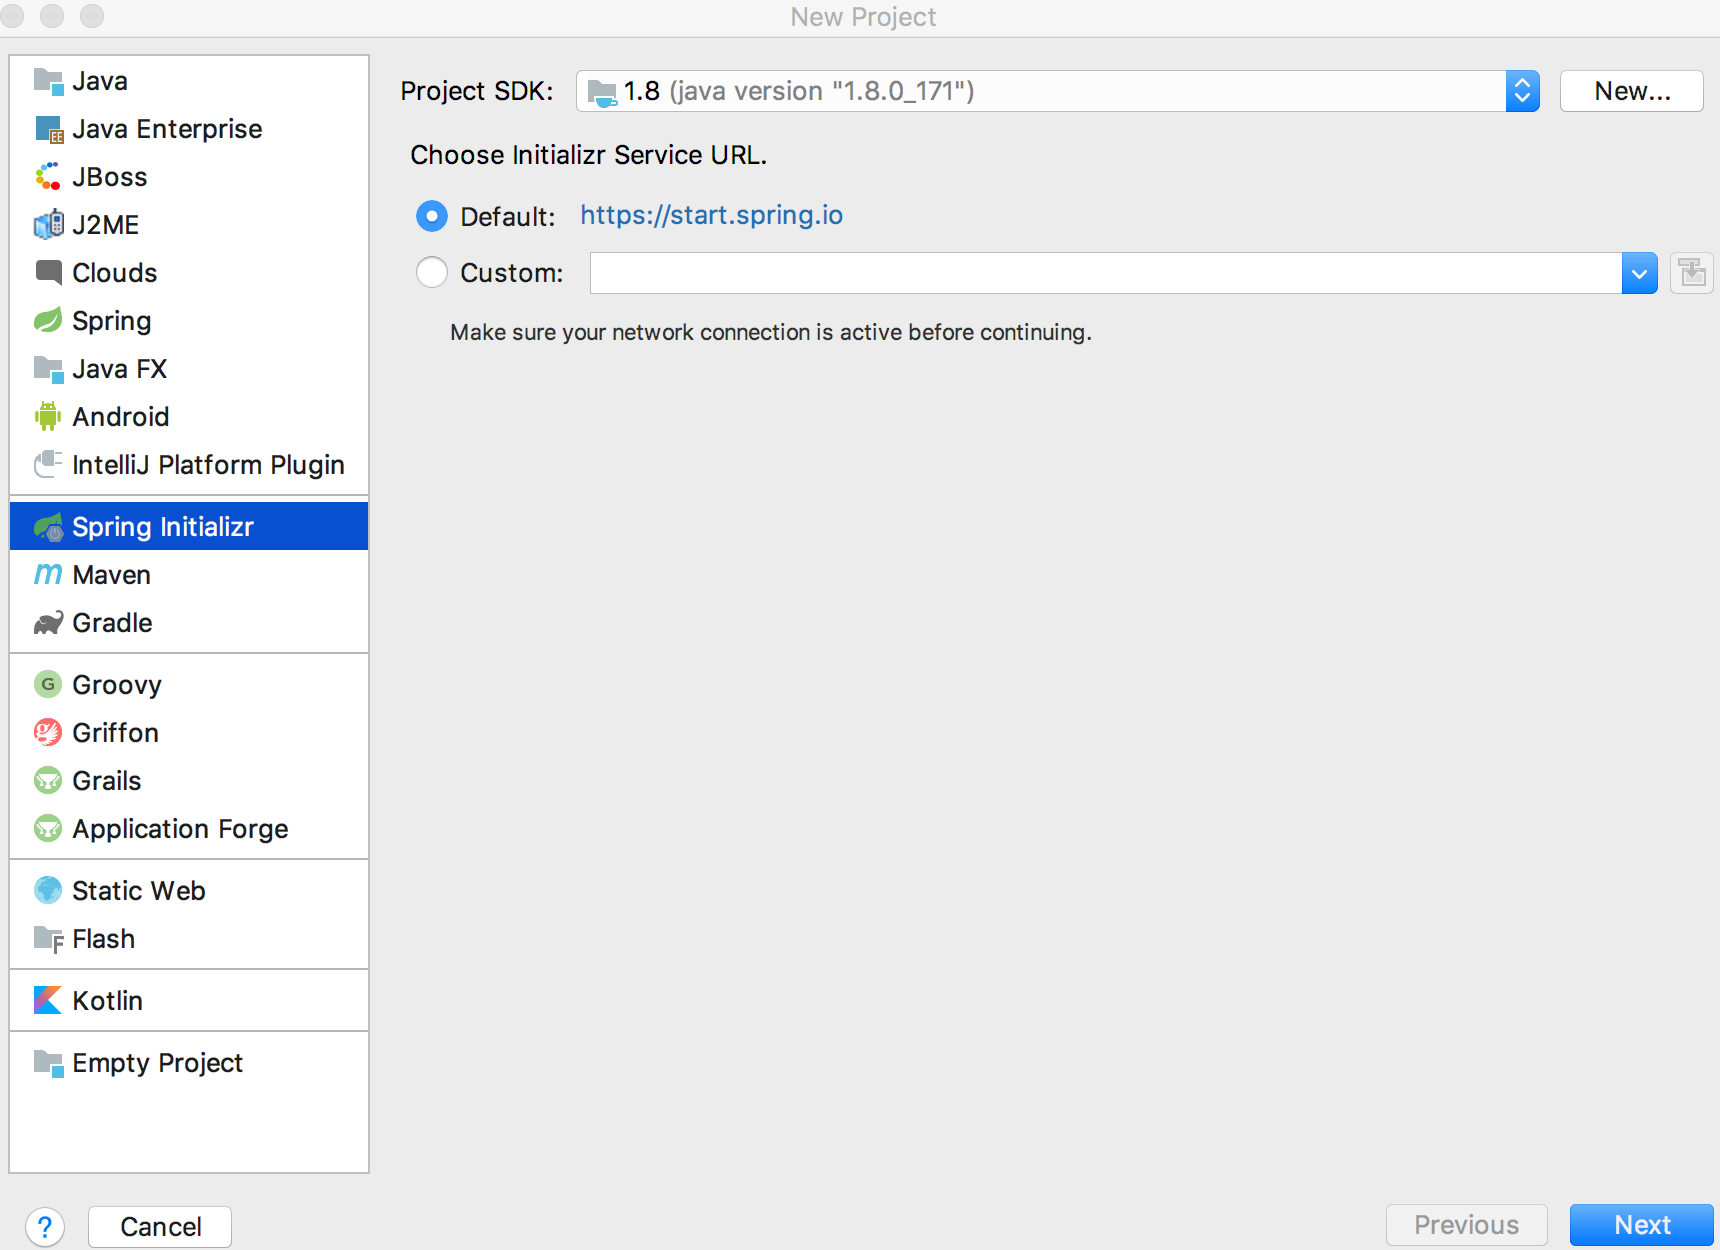 New Project
Java
Java Enterprise
JBoss
J2ME
Clouds
Spring
Java FX
Android
IntelliJ Platform Plugin
Spring Initializr
Maven
Gradle
G Groovy
Griffon
Grails
Application Forge
Static Web
Flash
Kotlin
Empty Project
Project SDK: 1.8 (java version "1.8.0_171") New...
Choose Initializr Service URL.
Default: https://start.spring.io
Custom:
Make sure your network connection is active before continuing.
? Cancel Previous Next